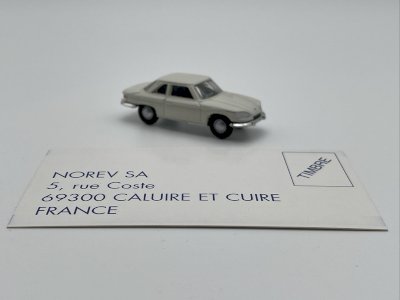 NOREV SA
5, rue Coste
69300 CALUIRE ET CUIRE
FRANCE
TIMBRE